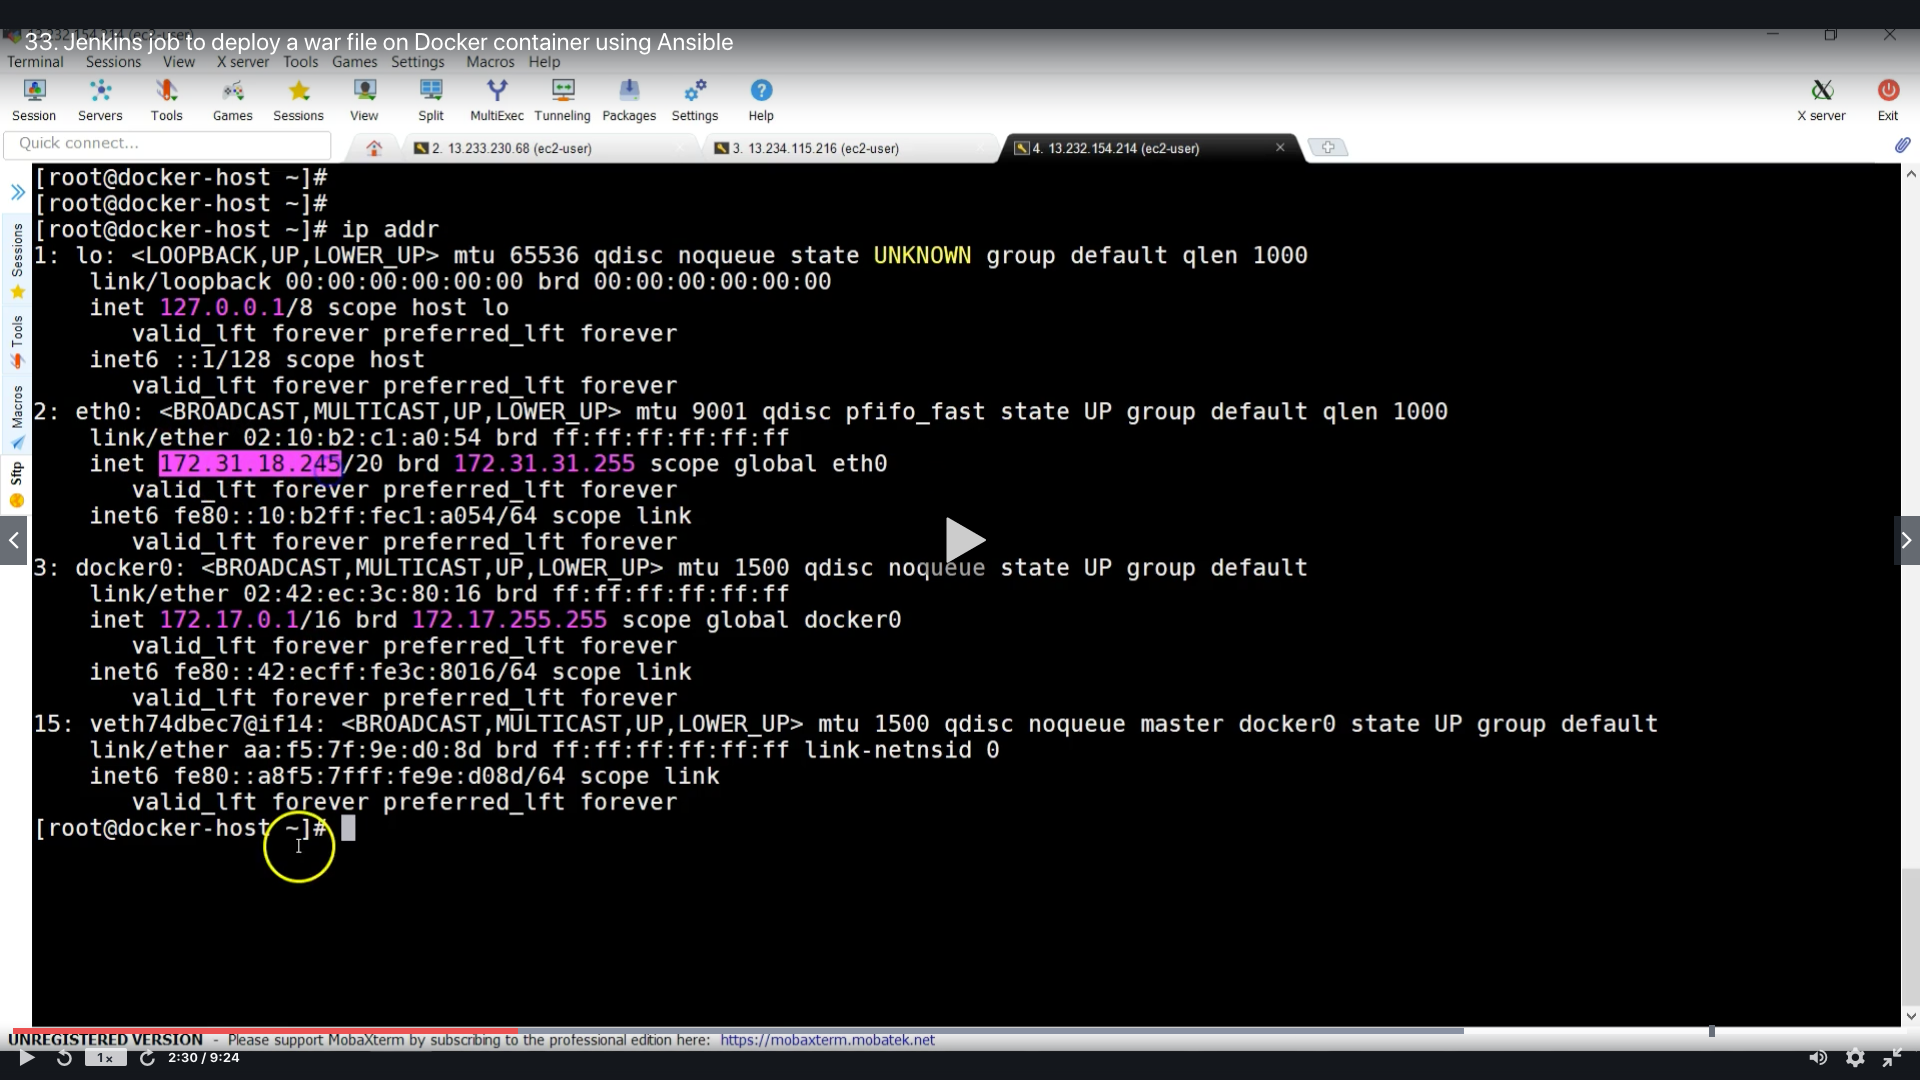 33. Jenkins job to deploy a war file on Docker container using Ansible
Terminal Sessions View X server Tools Games Settings Macros Help
Session Servers Tools Games Sessions View Split MultiExec Tunneling Packages Settings Help X server Exit
Quick connect... 2. 13.233.230.68 (ec2-user) 3. 13.234.115.216 (ec2-user) 4. 13.232.154.214 (ec2-user)
Sessions
Tools
Macros
Sftp
[root@docker-host ~]#
[root@docker-host ~]#
[root@docker-host ~]# ip addr
1: lo: <LOOPBACK,UP,LOWER_UP> mtu 65536 qdisc noqueue state UNKNOWN group default qlen 1000
link/loopback 00:00:00:00:00:00 brd 00:00:00:00:00:00
inet 127.0.0.1/8 scope host lo
valid_lft forever preferred_lft forever
inet6 ::1/128 scope host
valid_lft forever preferred_lft forever
2: eth0: <BROADCAST,MULTICAST,UP,LOWER_UP> mtu 9001 qdisc pfifo_fast state UP group default qlen 1000
link/ether 02:10:b2:c1:a0:54 brd ff:ff:ff:ff:ff:ff
inet 172.31.18.245/20 brd 172.31.31.255 scope global eth0
valid_lft forever preferred_lft forever
inet6 fe80::10:b2ff:fec1:a054/64 scope link
valid_lft forever preferred_lft forever
3: docker0: <BROADCAST,MULTICAST,UP,LOWER_UP> mtu 1500 qdisc noqueue state UP group default
link/ether 02:42:ec:3c:80:16 brd ff:ff:ff:ff:ff:ff
inet 172.17.0.1/16 brd 172.17.255.255 scope global docker0
valid_lft forever preferred_lft forever
inet6 fe80::42:ecff:fe3c:8016/64 scope link
valid_lft forever preferred_lft forever
15: veth74dbec7@if14: <BROADCAST,MULTICAST,UP,LOWER_UP> mtu 1500 qdisc noqueue master docker0 state UP group default
link/ether aa:f5:7f:9e:d0:8d brd ff:ff:ff:ff:ff:ff link-netnsid 0
inet6 fe80::a8f5:7fff:fe9e:d08d/64 scope link
valid_lft forever preferred_lft forever
[root@docker-host ~]#
UNREGISTERED VERSION - Please support MobaXterm by subscribing to the professional edition here: https://mobaxterm.mobatek.net
1x 2:30 / 9:24